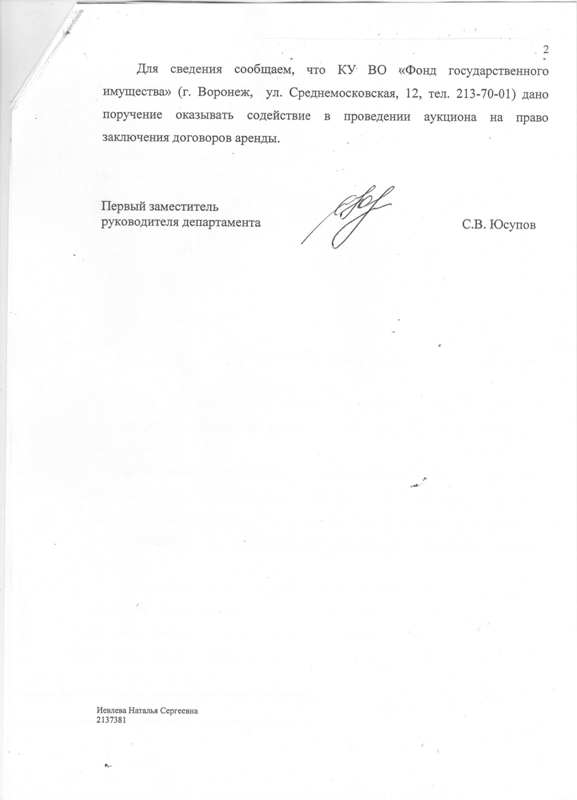 2
Для сведения сообщаем, что КУ ВО «Фонд государственного
имущества» (г. Воронеж, ул. Среднемосковская, 12, тел. 213-70-01) дано
поручение оказывать содействие в проведении аукциона на право
заключения договоров аренды.
Первый заместитель
руководителя департамента
С.В. Юсупов
Иевлева Наталья Сергеевна
2137381